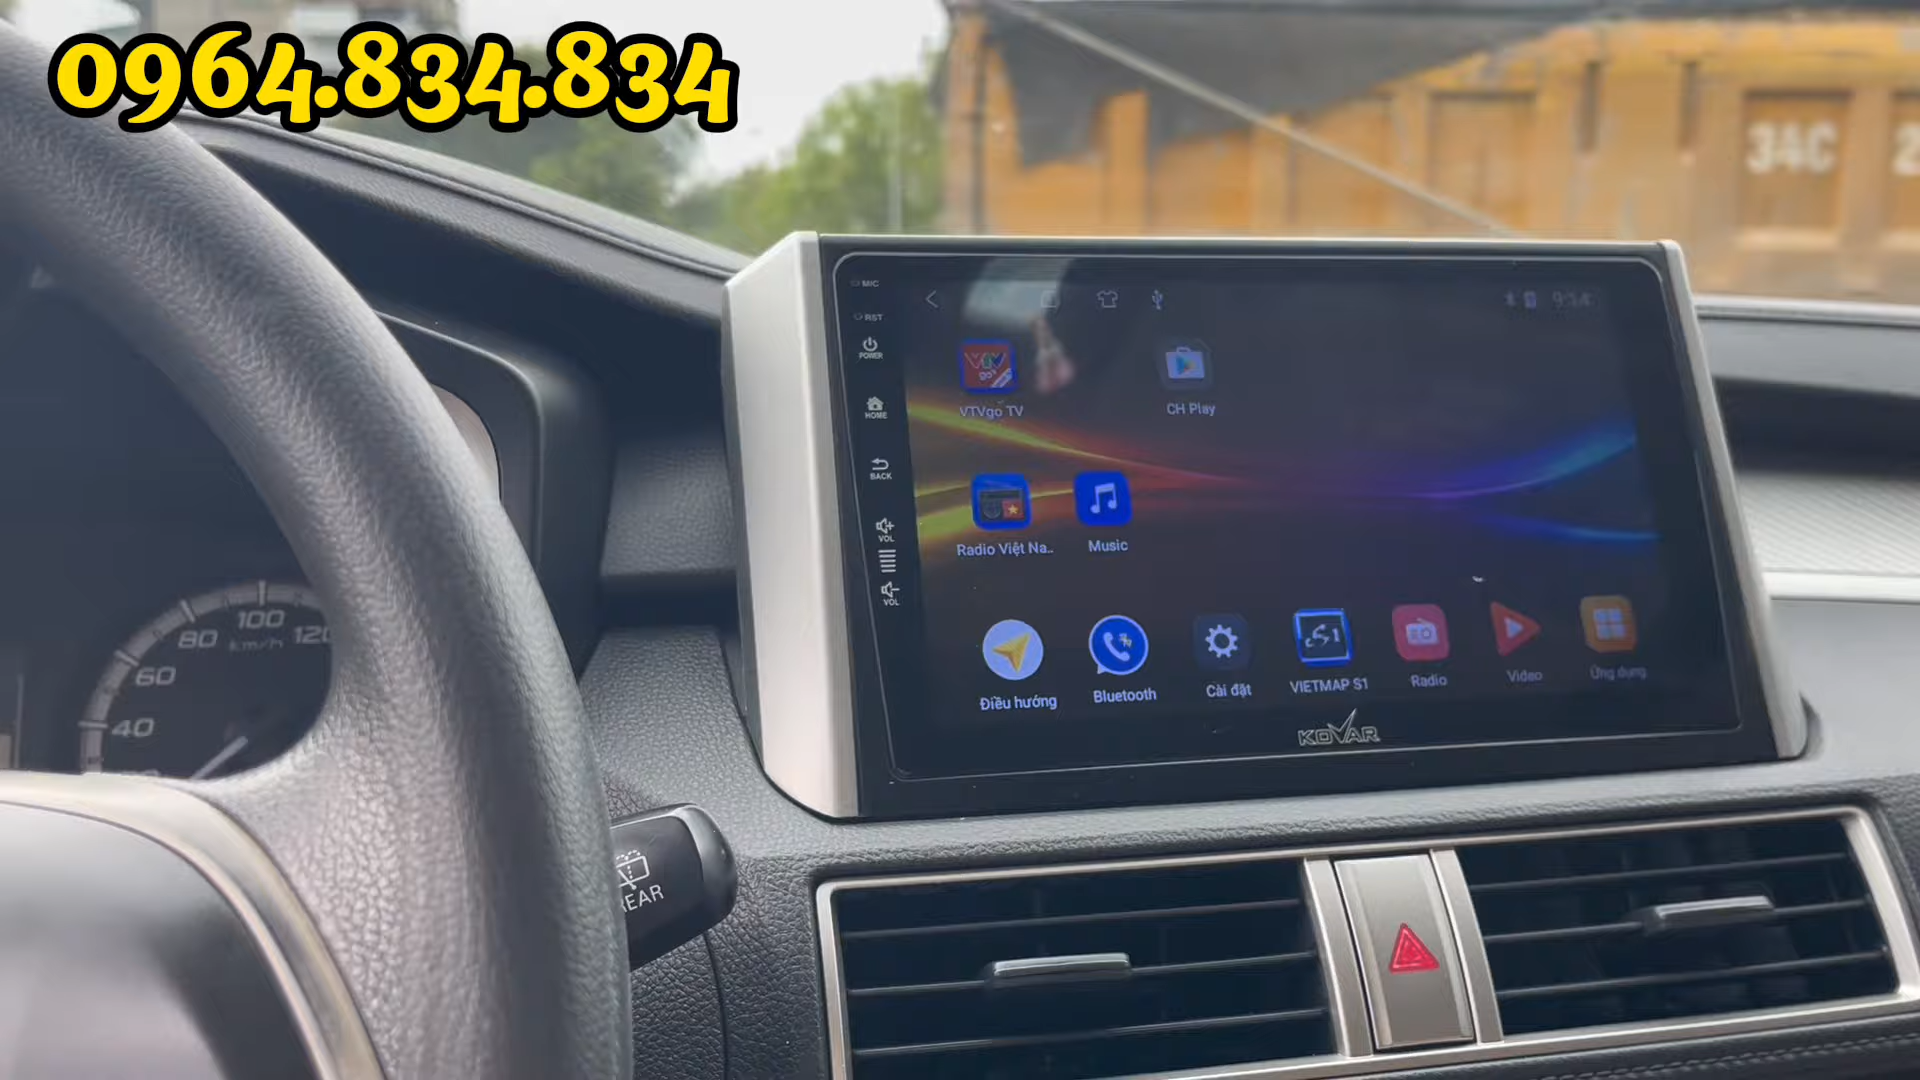 0964.834.834
34C
MIC
RST
POWER
HOME
BACK
VOL
VOL
9:14
VTVgo TV
CH Play
Radio Việt Na..
Music
Điều hướng
Bluetooth
Cài đặt
VIETMAP S1
Radio
Video
Ứng dụng
KOVAR
40
60
80
100
120
km/h
REAR